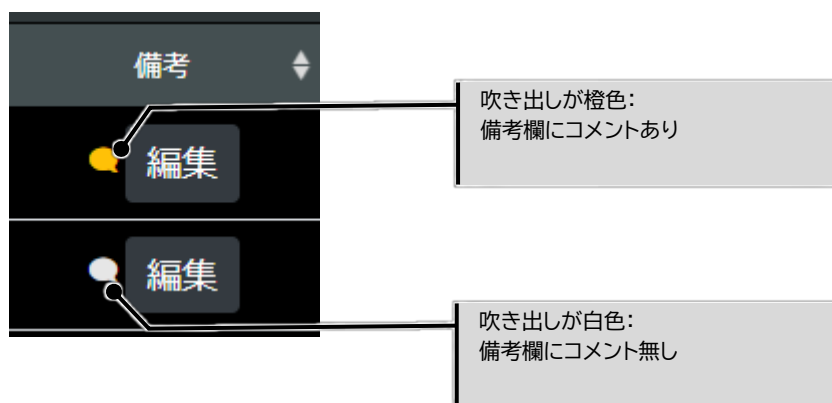 備考
吹き出しが橙色：
備考欄にコメントあり
編集
編集
吹き出しが白色：
備考欄にコメント無し